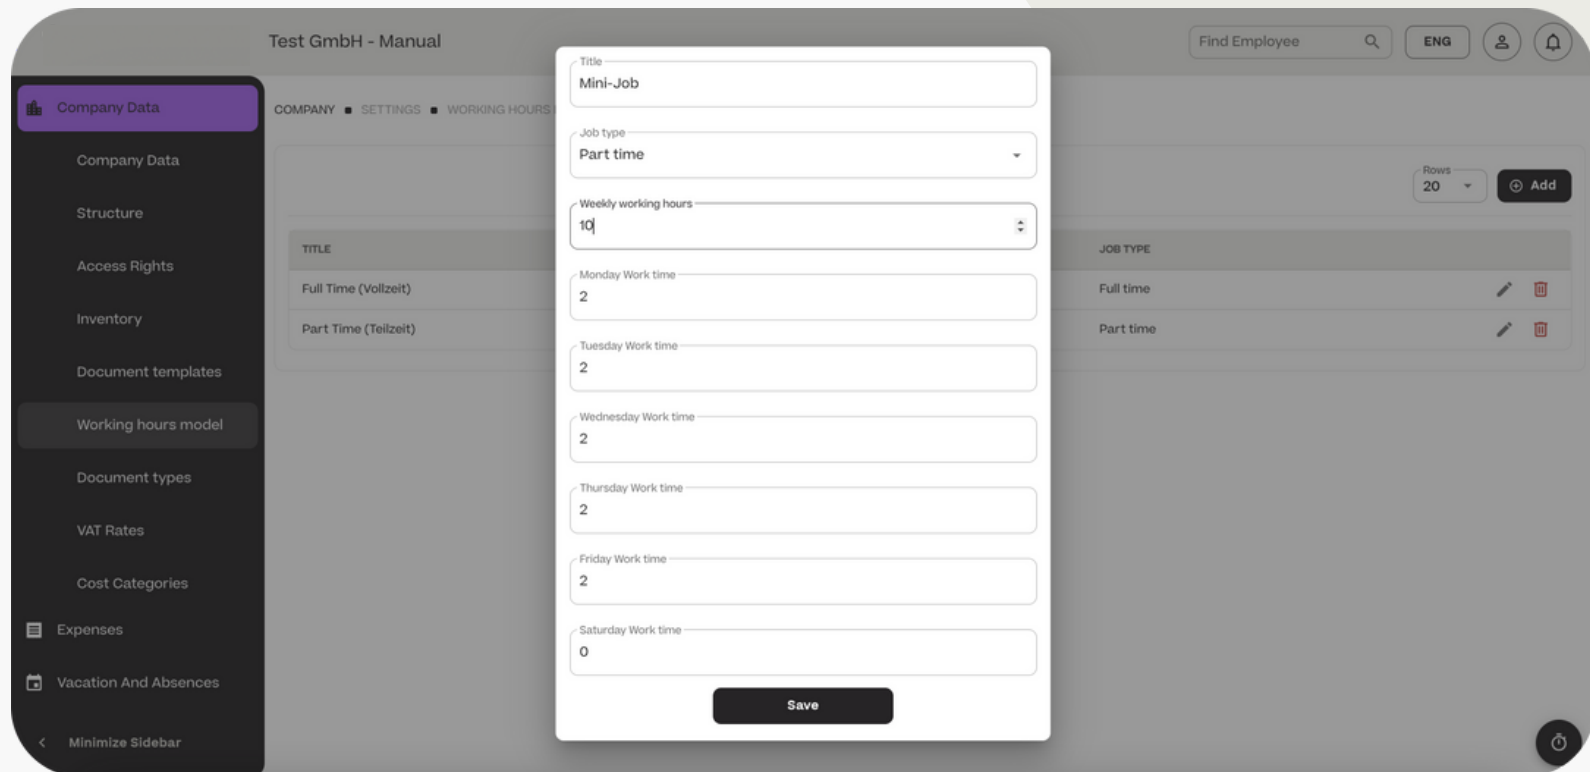 Test GmbH - Manual
Find Employee
ENG
Company Data
Company Data
Structure
Access Rights
Inventory
Document templates
Working hours model
Document types
VAT Rates
Cost Categories
Expenses
Vacation And Absences
Minimize Sidebar
COMPANY ■ SETTINGS ■ WORKING HOURS
Rows
20
Add
TITLE JOB TYPE
Full Time (Vollzeit) Full time
Part Time (Teilzeit) Part time
Title
Mini-Job
Job type
Part time
Weekly working hours
10
Monday Work time
2
Tuesday Work time
2
Wednesday Work time
2
Thursday Work time
2
Friday Work time
2
Saturday Work time
0
Save